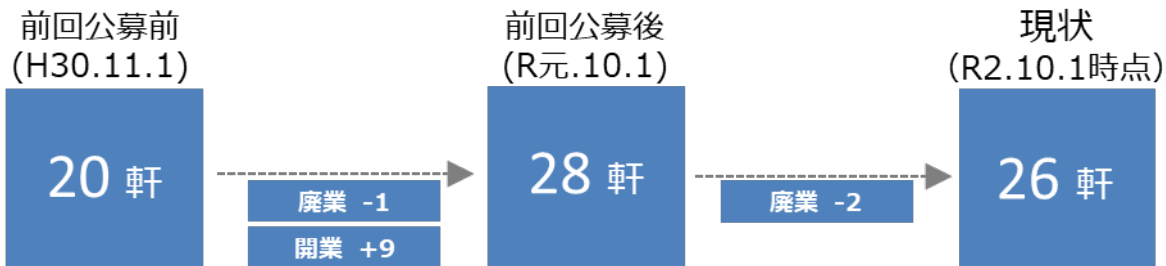 前回公募前
(H30.11.1)
20 軒
廃業 -1
開業 +9
前回公募後
(R元.10.1)
28 軒
廃業 -2
現状
(R2.10.1時点)
26 軒